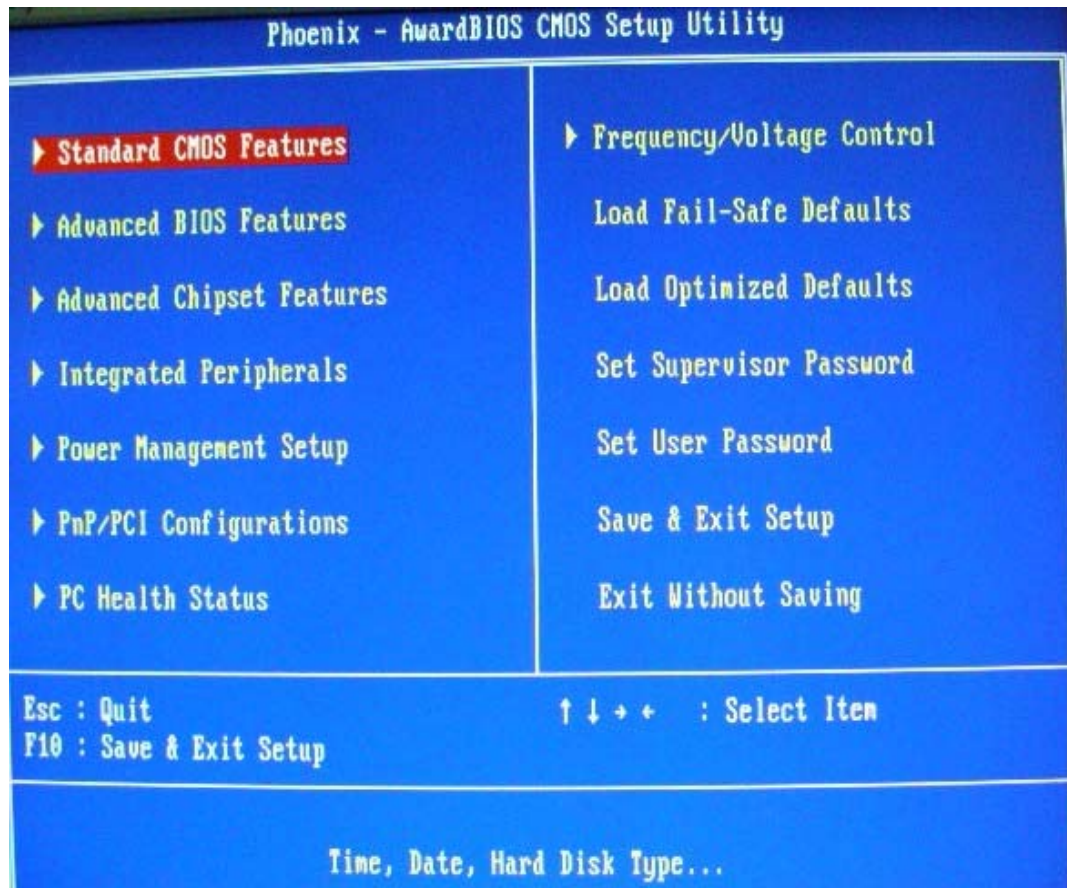 Phoenix - AwardBIOS CMOS Setup Utility
Standard CMOS Features
Advanced BIOS Features
Advanced Chipset Features
Integrated Peripherals
Power Management Setup
PnP/PCI Configurations
PC Health Status
Frequency/Voltage Control
Load Fail-Safe Defaults
Load Optimized Defaults
Set Supervisor Password
Set User Password
Save & Exit Setup
Exit Without Saving
Esc : Quit
F10 : Save & Exit Setup
↑ ↓ → ← : Select Item
Time, Date, Hard Disk Type...